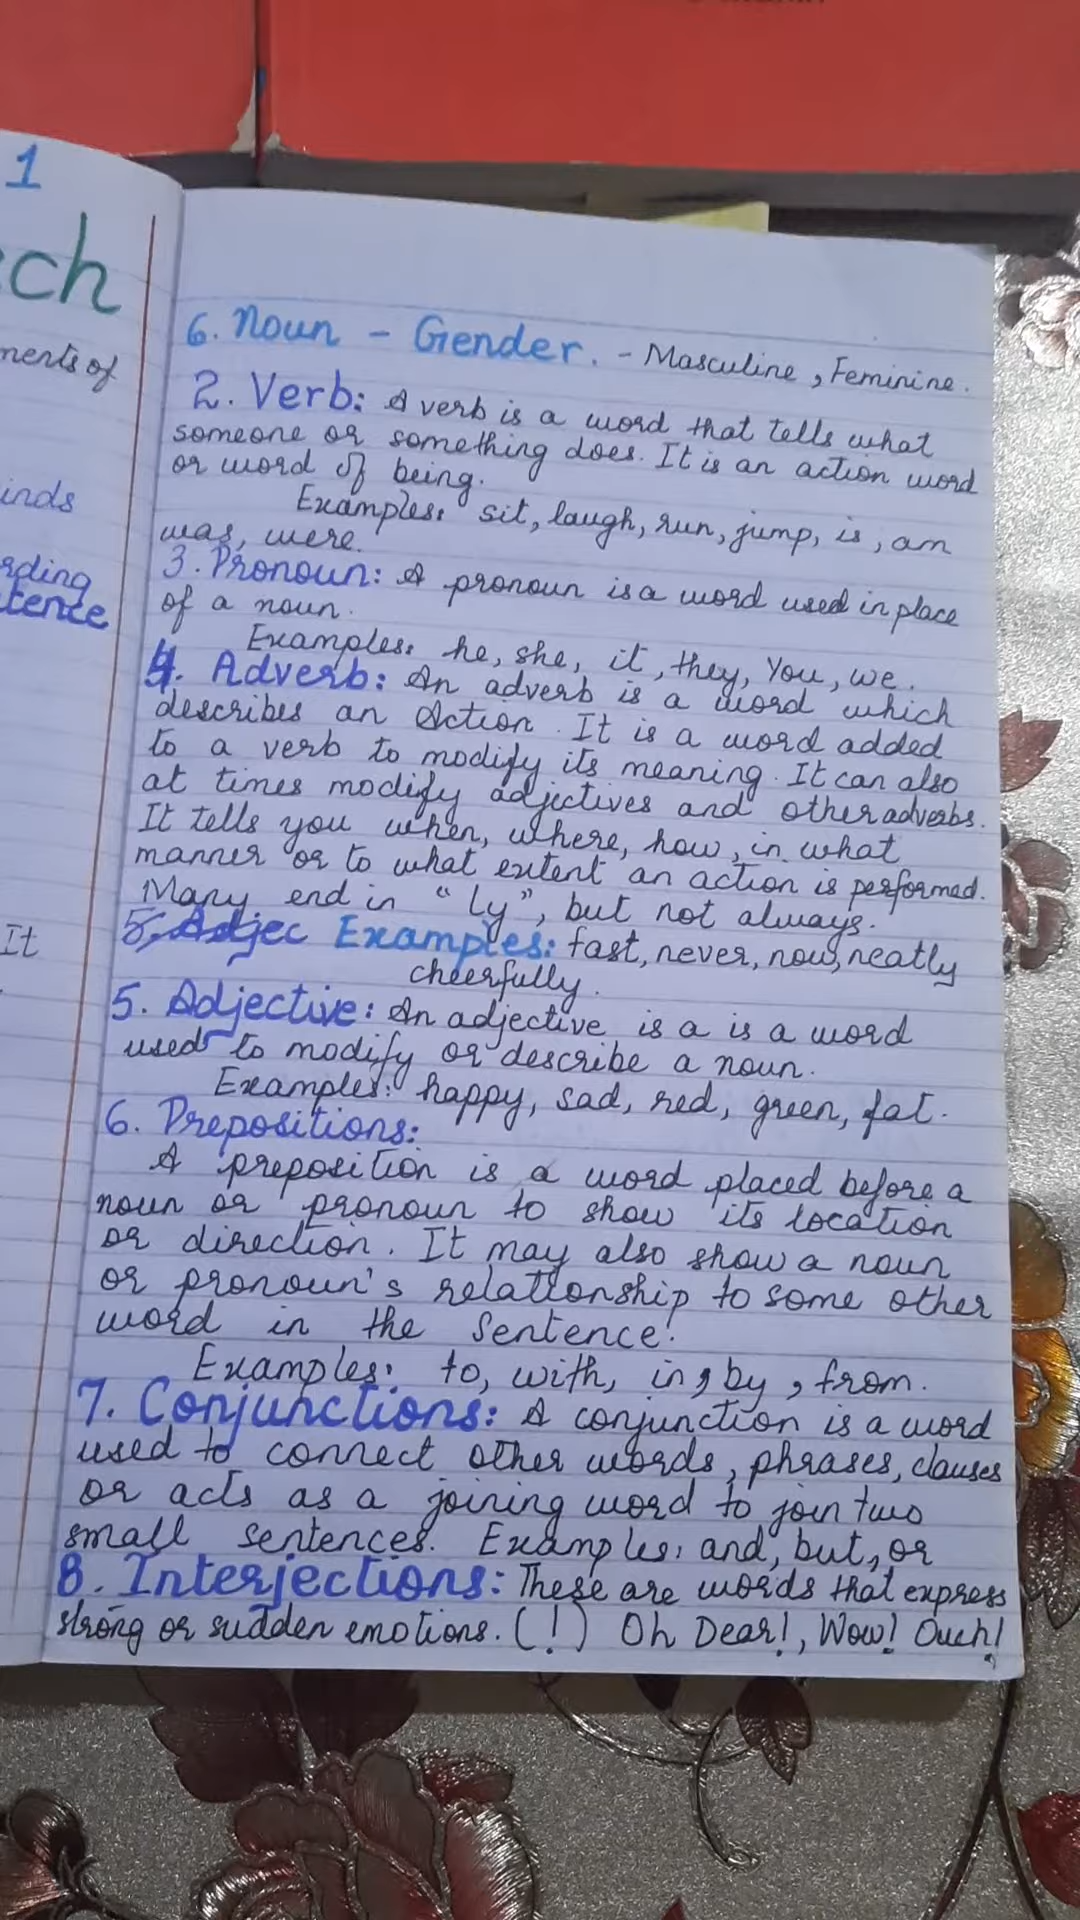 1
ch
ments of
inds
rding
tence
It
6. Noun - Gender. - Masculine, Feminine.
2. Verb: A verb is a word that tells what
someone or something does. It is an action word
or word of being.
Examples: sit, laugh, run, jump, is, am
was, were.
3. Pronoun: A pronoun is a word used in place
of a noun.
Examples: he, she, it, they, You, we.
4. Adverb: An adverb is a word which
describes an Action. It is a word added
to a verb to modify its meaning. It can also
at times modify adjectives and other adverbs.
It tells you when, where, how, in what
manner or to what extent an action is performed.
Many end in "ly", but not always.
5. Adjec Examples: fast, never, now, neatly
cheerfully.
5. Adjective: An adjective is a is a word
used to modify or describe a noun.
Examples: happy, sad, red, green, fat.
6. Prepositions:
A preposition is a word placed before a
noun or pronoun to show its location
or direction. It may also show a noun
or pronoun's relationship to some other
word in the sentence.
Examples: to, with, in, by, from.
7. Conjunctions: A conjunction is a word
used to connect other words, phrases, clauses
or acts as a joining word to join two
small sentences. Examples: and, but, or
8. Interjections: These are words that express
strong or sudden emotions. (!) Oh Dear!, Wow! Ouch!